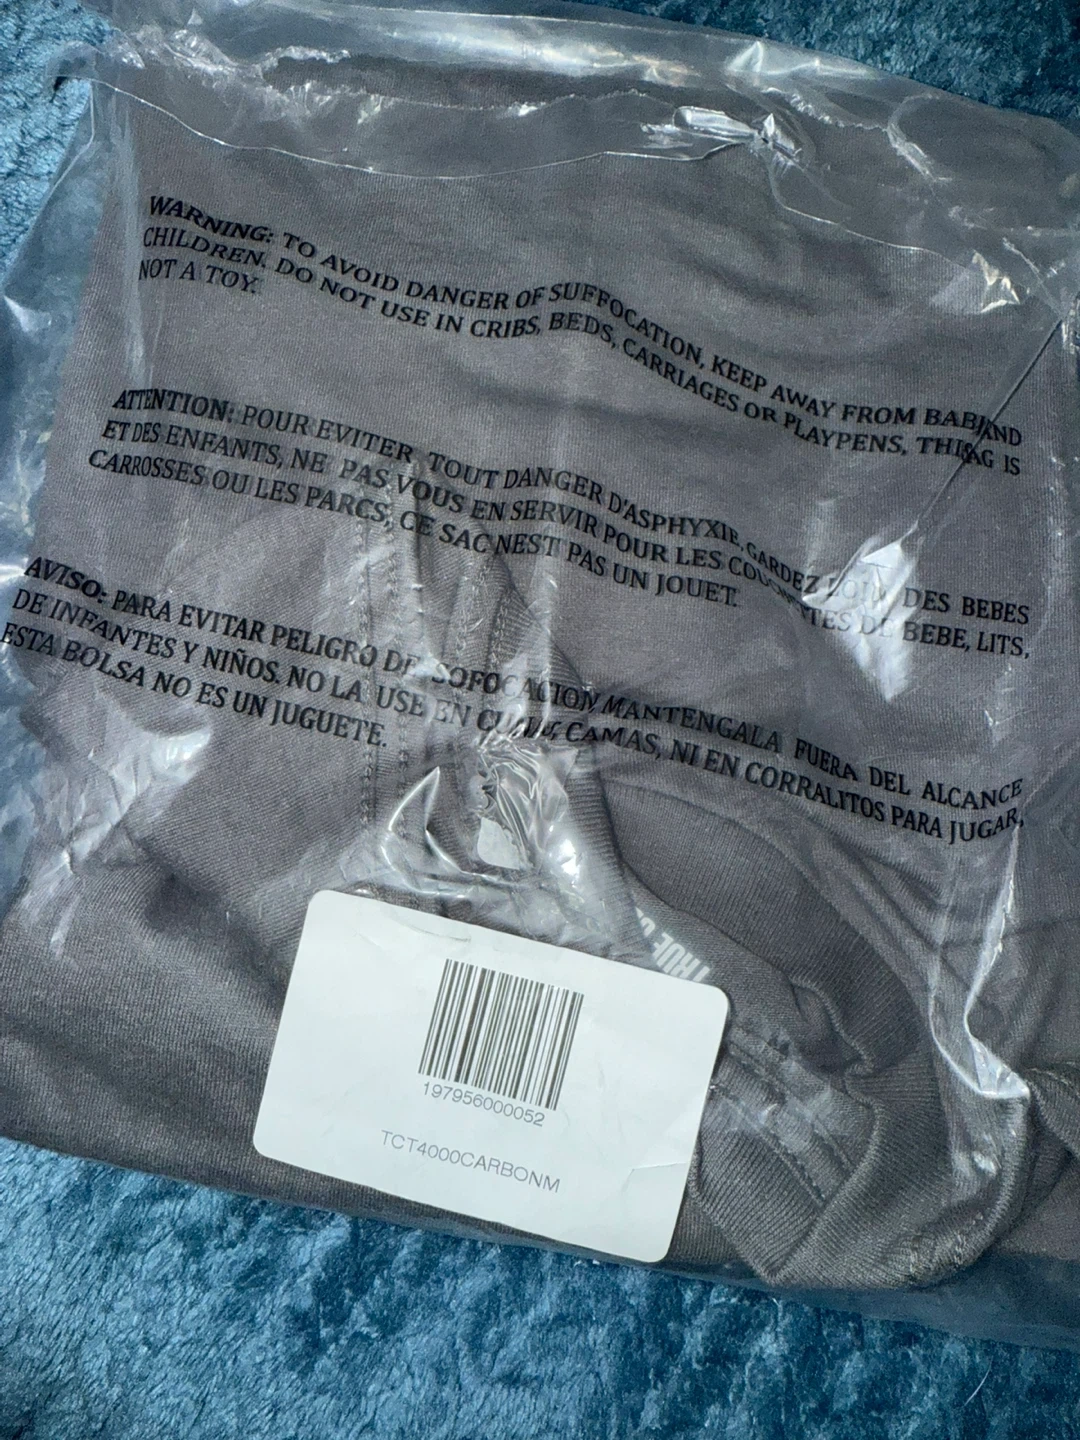 WARNING: TO AVOID DANGER OF SUFFOCATION, KEEP AWAY FROM BABI AND
CHILDREN. DO NOT USE IN CRIBS, BEDS, CARRIAGES OR PLAYPENS, THIS BAG IS
NOT A TOY.
ATTENTION: POUR EVITER TOUT DANGER D'ASPHYXIE, GARDEZ LOIN DES BEBES
ET DES ENFANTS, NE PAS VOUS EN SERVIR POUR LES COUCHETTES DE BEBE, LITS,
CARROSSES OU LES PARCS, CE SAC NEST PAS UN JOUET.
AVISO: PARA EVITAR PELIGRO DE SOFOCACION MANTENGALA FUERA DEL ALCANCE
DE INFANTES Y NIÑOS. NO LA USE EN CAMAS, NI EN CORRALITOS PARA JUGAR,
ESTA BOLSA NO ES UN JUGUETE.
TRUE
197956000052
TCT4000CARBONM